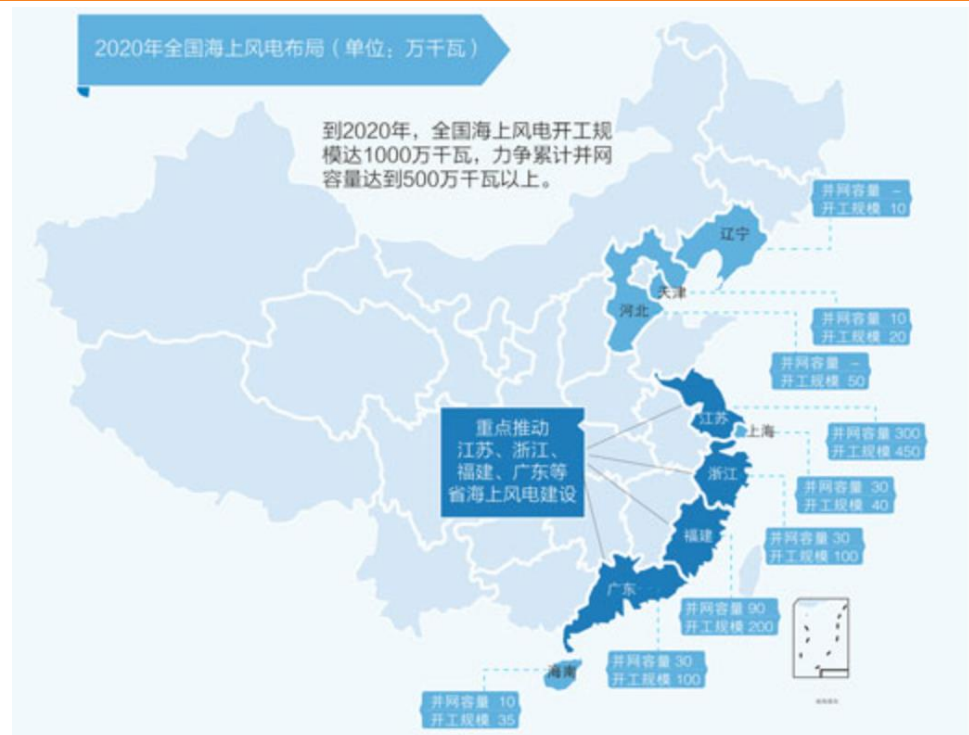 2020年全国海上风电布局（单位：万千瓦）
到2020年，全国海上风电开工规
模达1000万千瓦，力争累计并网
容量达到500万千瓦以上。
并网容量 -
开工规模 10
辽宁
天津
河北
并网容量 10
开工规模 20
并网容量 -
开工规模 50
重点推动
江苏、浙江、
福建、广东等
省海上风电建设
江苏
上海
并网容量 300
开工规模 450
浙江
并网容量 30
开工规模 40
福建
并网容量 30
开工规模 100
广东
并网容量 90
开工规模 200
并网容量 30
开工规模 100
海南
并网容量 10
开工规模 35